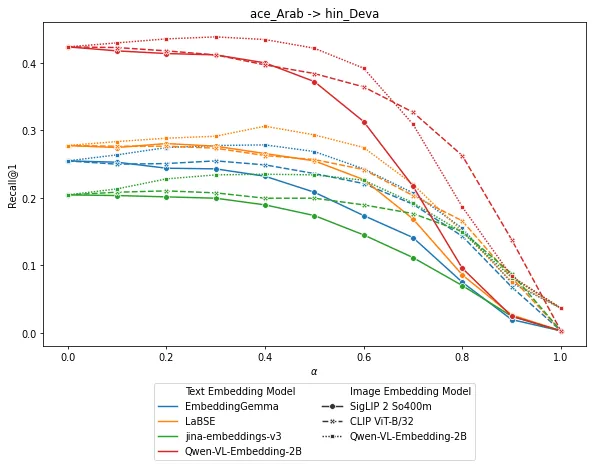 ace_Arab -> hin_Deva
Recall@1
0.4
0.3
0.2
0.1
0.0
0.0 0.2 0.4 0.6 0.8 1.0
α
Text Embedding Model
EmbeddingGemma
LaBSE
jina-embeddings-v3
Qwen-VL-Embedding-2B
Image Embedding Model
SigLIP 2 So400m
CLIP ViT-B/32
Qwen-VL-Embedding-2B